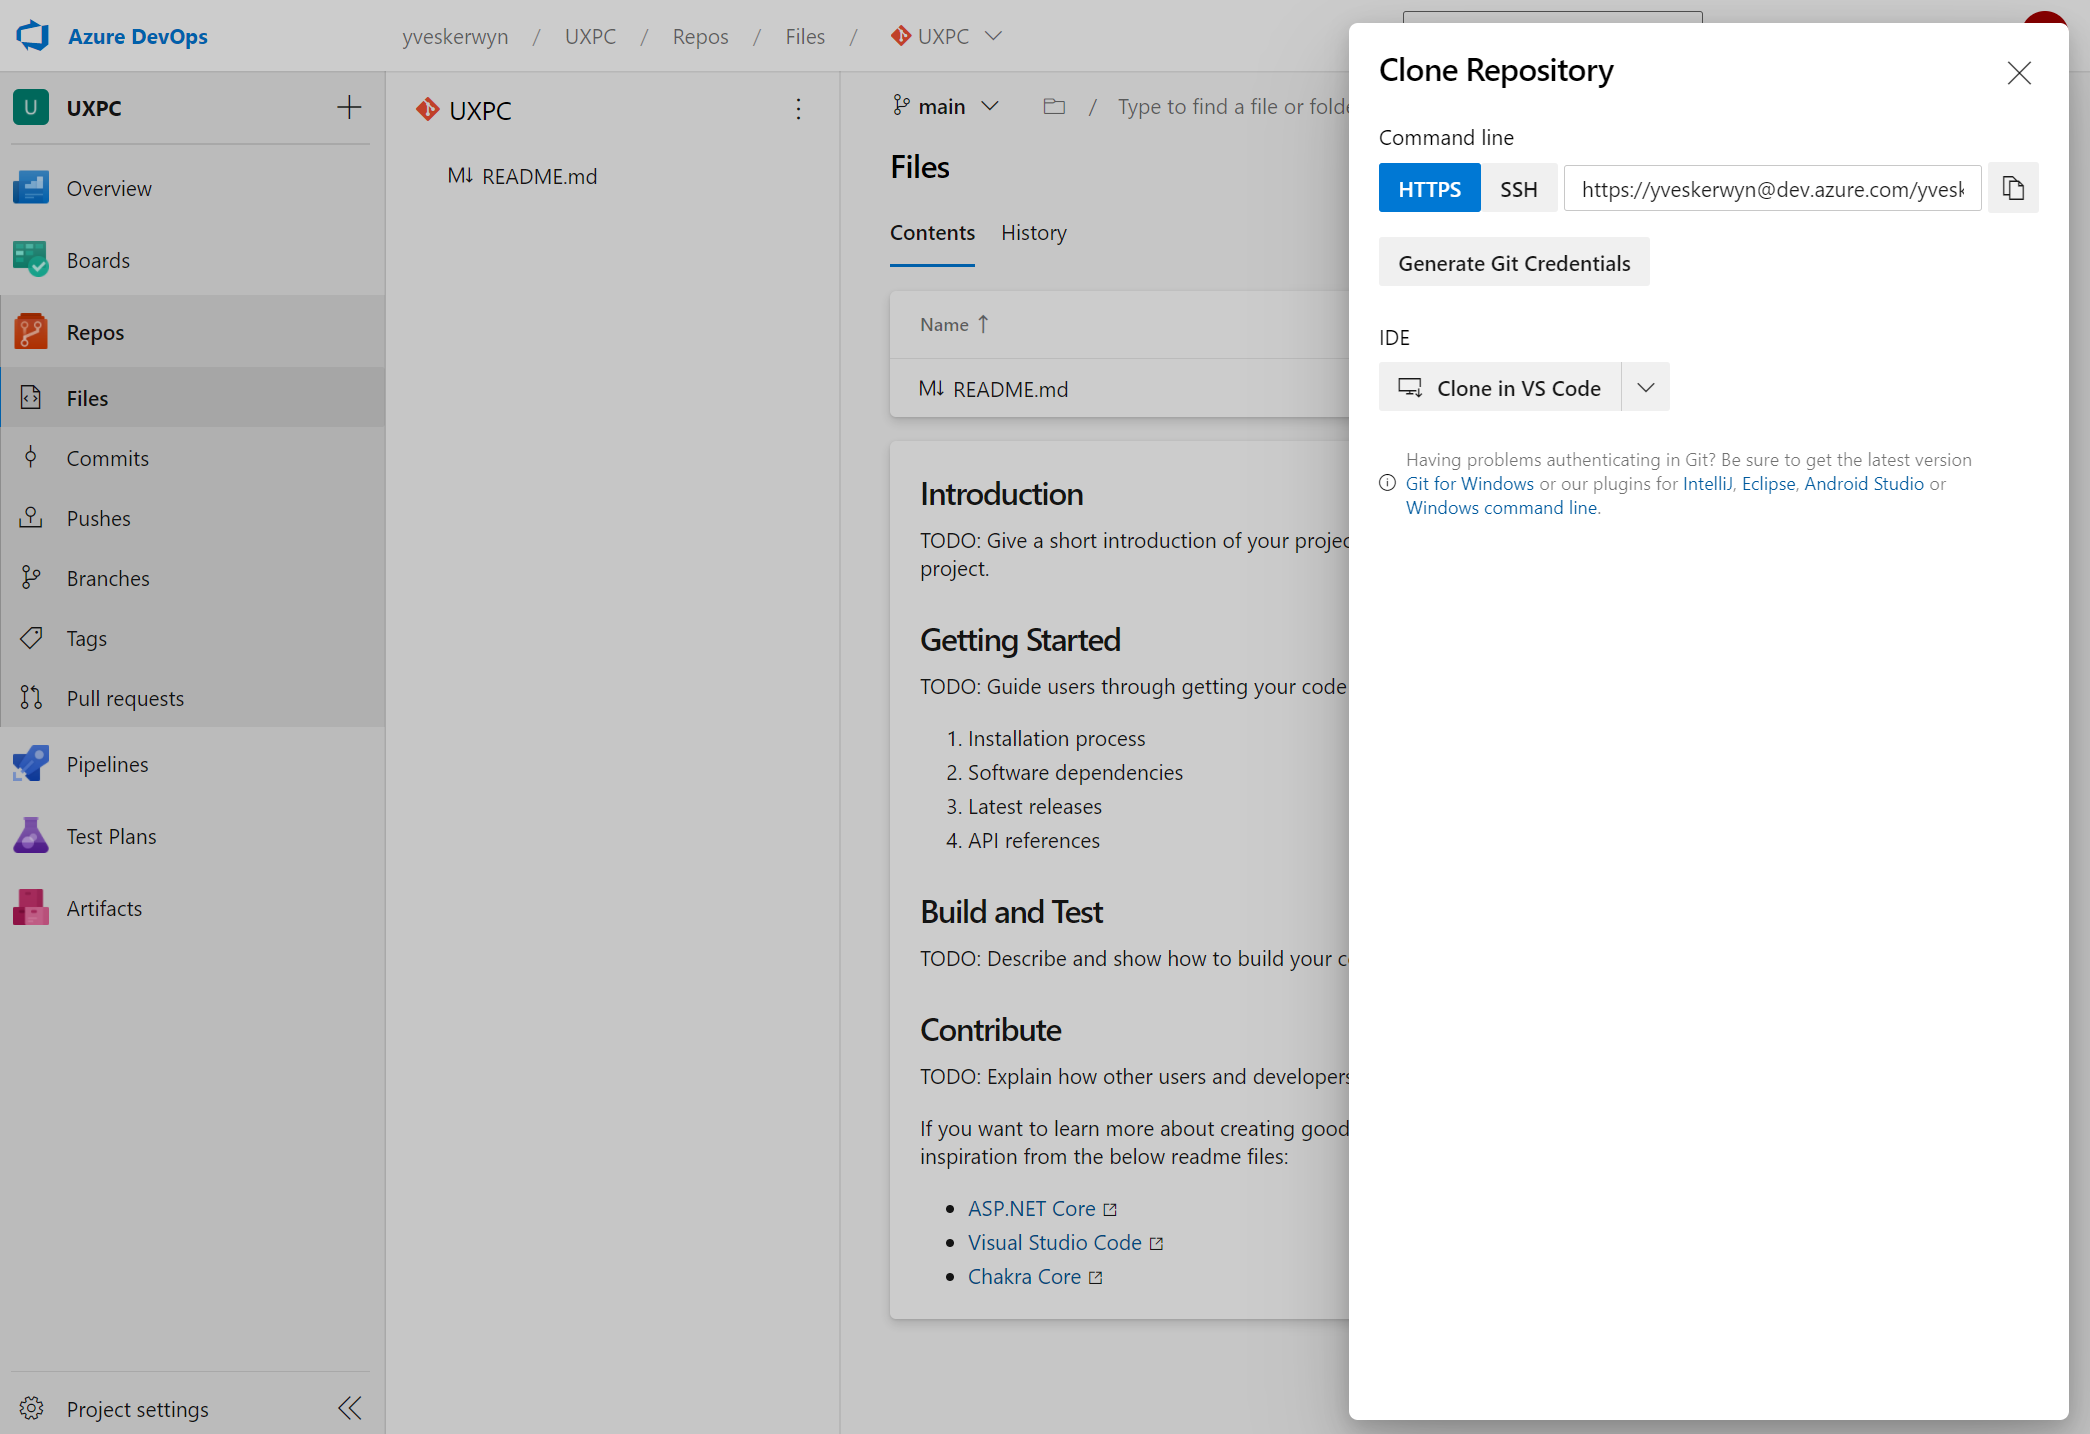 Azure DevOps
yveskerwyn / UXPC / Repos / Files / UXPC
U UXPC
Overview
Boards
Repos
Files
Commits
Pushes
Branches
Tags
Pull requests
Pipelines
Test Plans
Artifacts
Project settings
UXPC
M↓ README.md
main / Type to find a file or folde
Files
Contents History
Name ↑
M↓ README.md
Introduction
TODO: Give a short introduction of your projec
project.
Getting Started
TODO: Guide users through getting your code
1. Installation process
2. Software dependencies
3. Latest releases
4. API references
Build and Test
TODO: Describe and show how to build your c
Contribute
TODO: Explain how other users and developers
If you want to learn more about creating good
inspiration from the below readme files:
• ASP.NET Core
• Visual Studio Code
• Chakra Core
Clone Repository
Command line
HTTPS SSH https://yveskerwyn@dev.azure.com/yvesk
Generate Git Credentials
IDE
Clone in VS Code
Having problems authenticating in Git? Be sure to get the latest version
Git for Windows or our plugins for IntelliJ, Eclipse, Android Studio or
Windows command line.